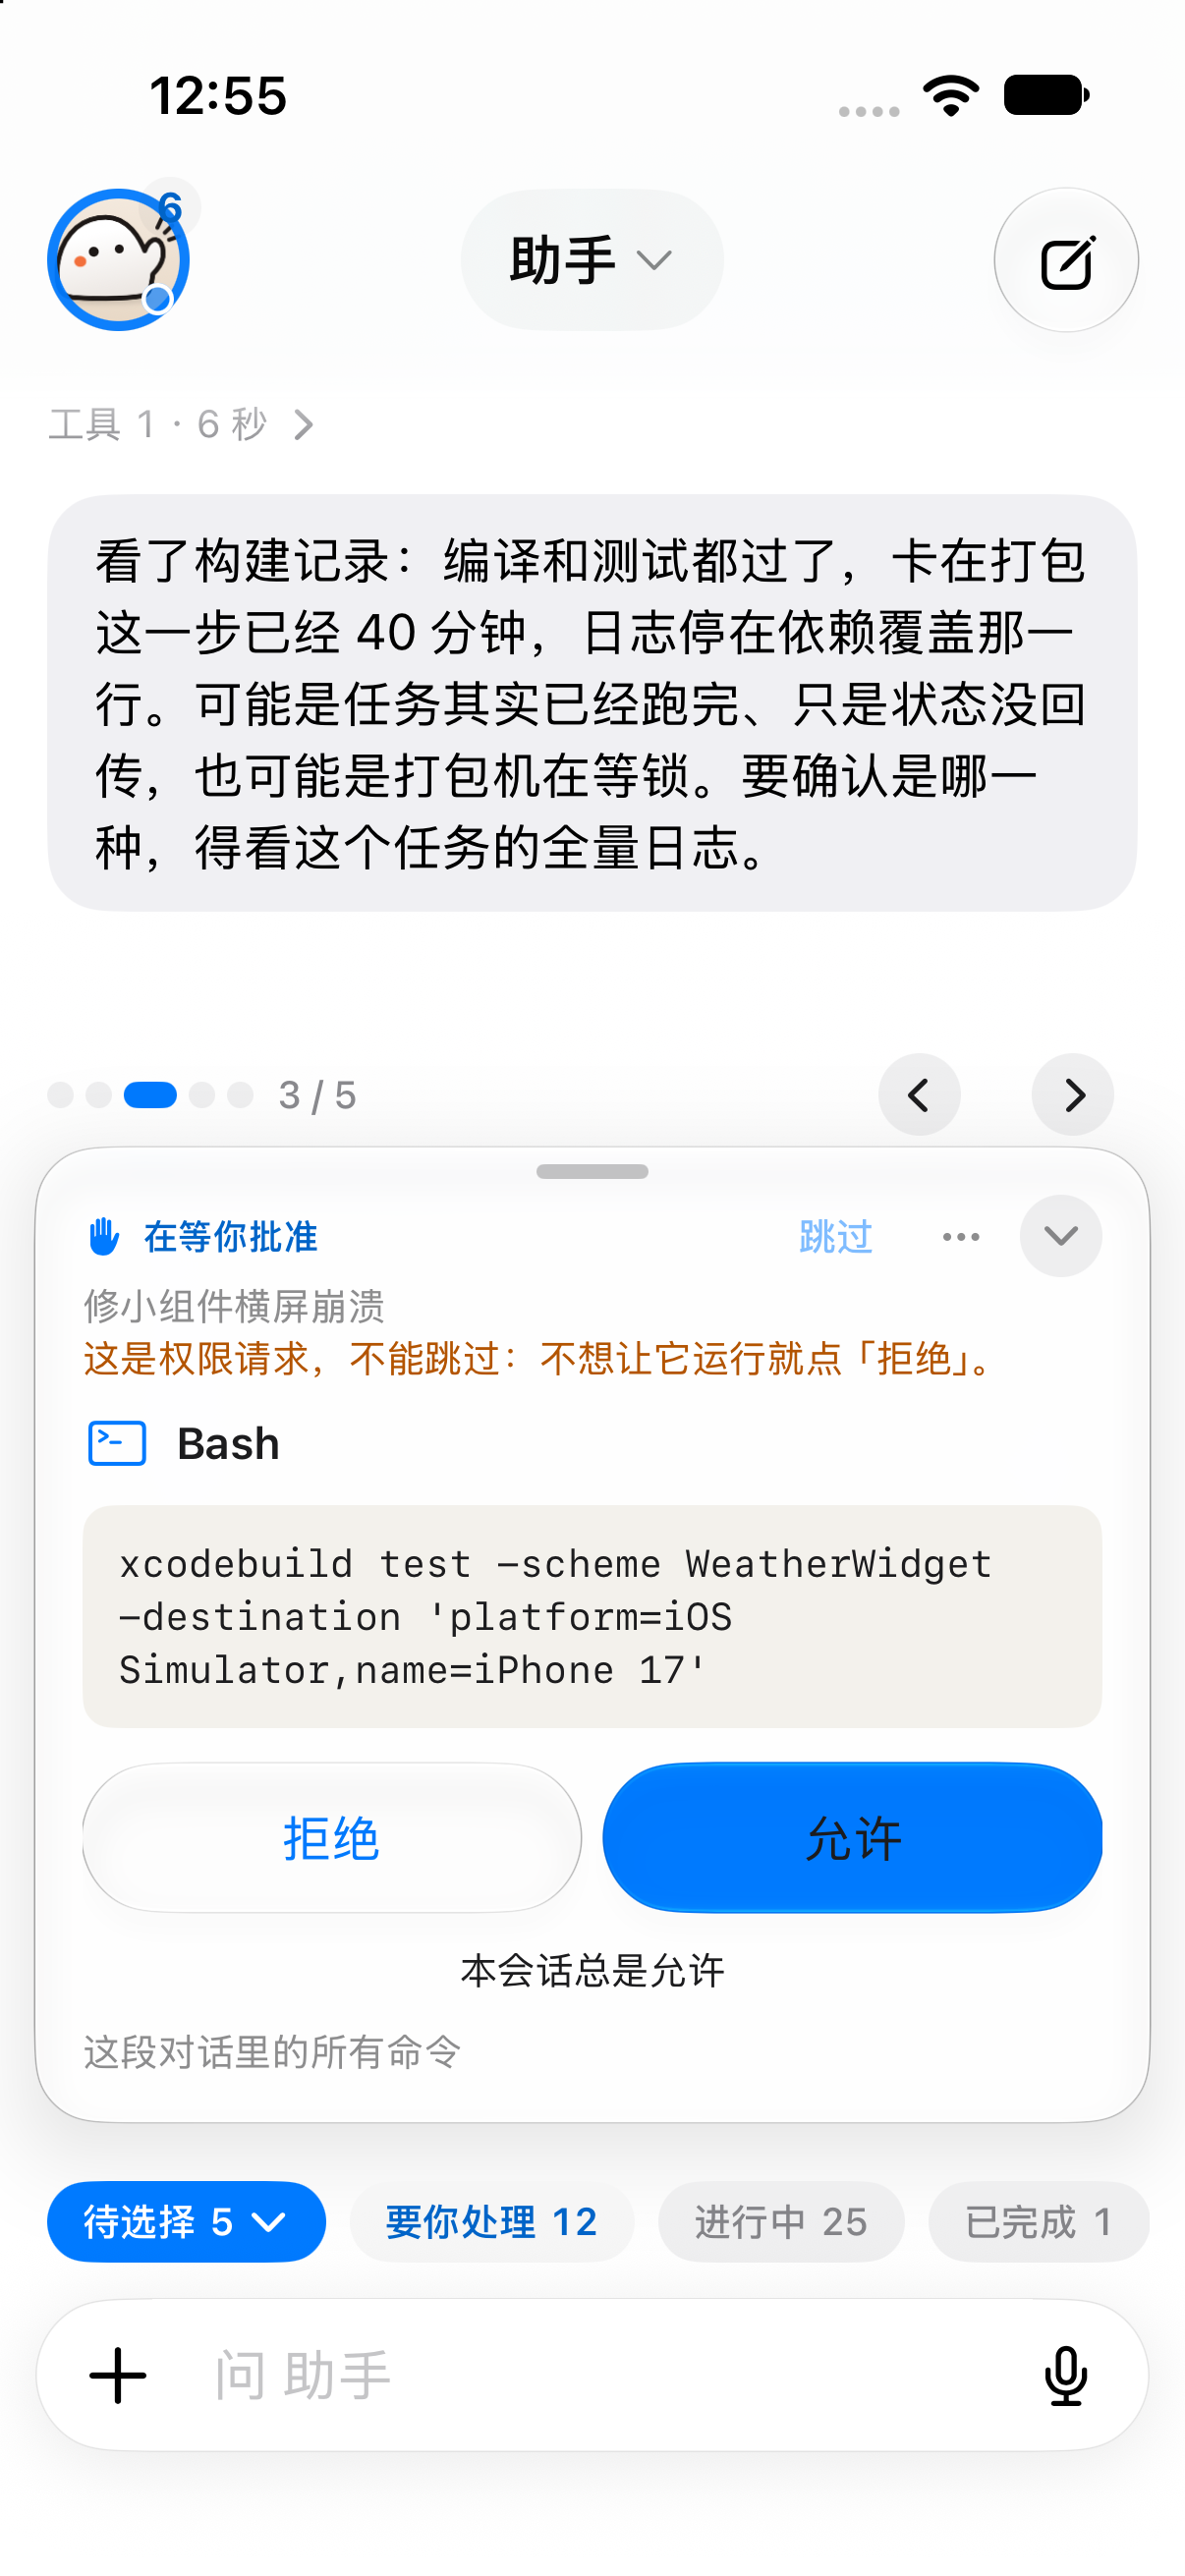 12:55
6
助手
工具 1 · 6 秒
看了构建记录：编译和测试都过了，卡在打包
这一步已经 40 分钟，日志停在依赖覆盖那一
行。可能是任务其实已经跑完、只是状态没回
传，也可能是打包机在等锁。要确认是哪一
种，得看这个任务的全量日志。
3 / 5
在等你批准
跳过
修小组件横屏崩溃
这是权限请求，不能跳过：不想让它运行就点「拒绝」。
Bash
xcodebuild test -scheme WeatherWidget
-destination 'platform=iOS
Simulator,name=iPhone 17'
拒绝
允许
本会话总是允许
这段对话里的所有命令
待选择 5
要你处理 12
进行中 25
已完成 1
问 助手